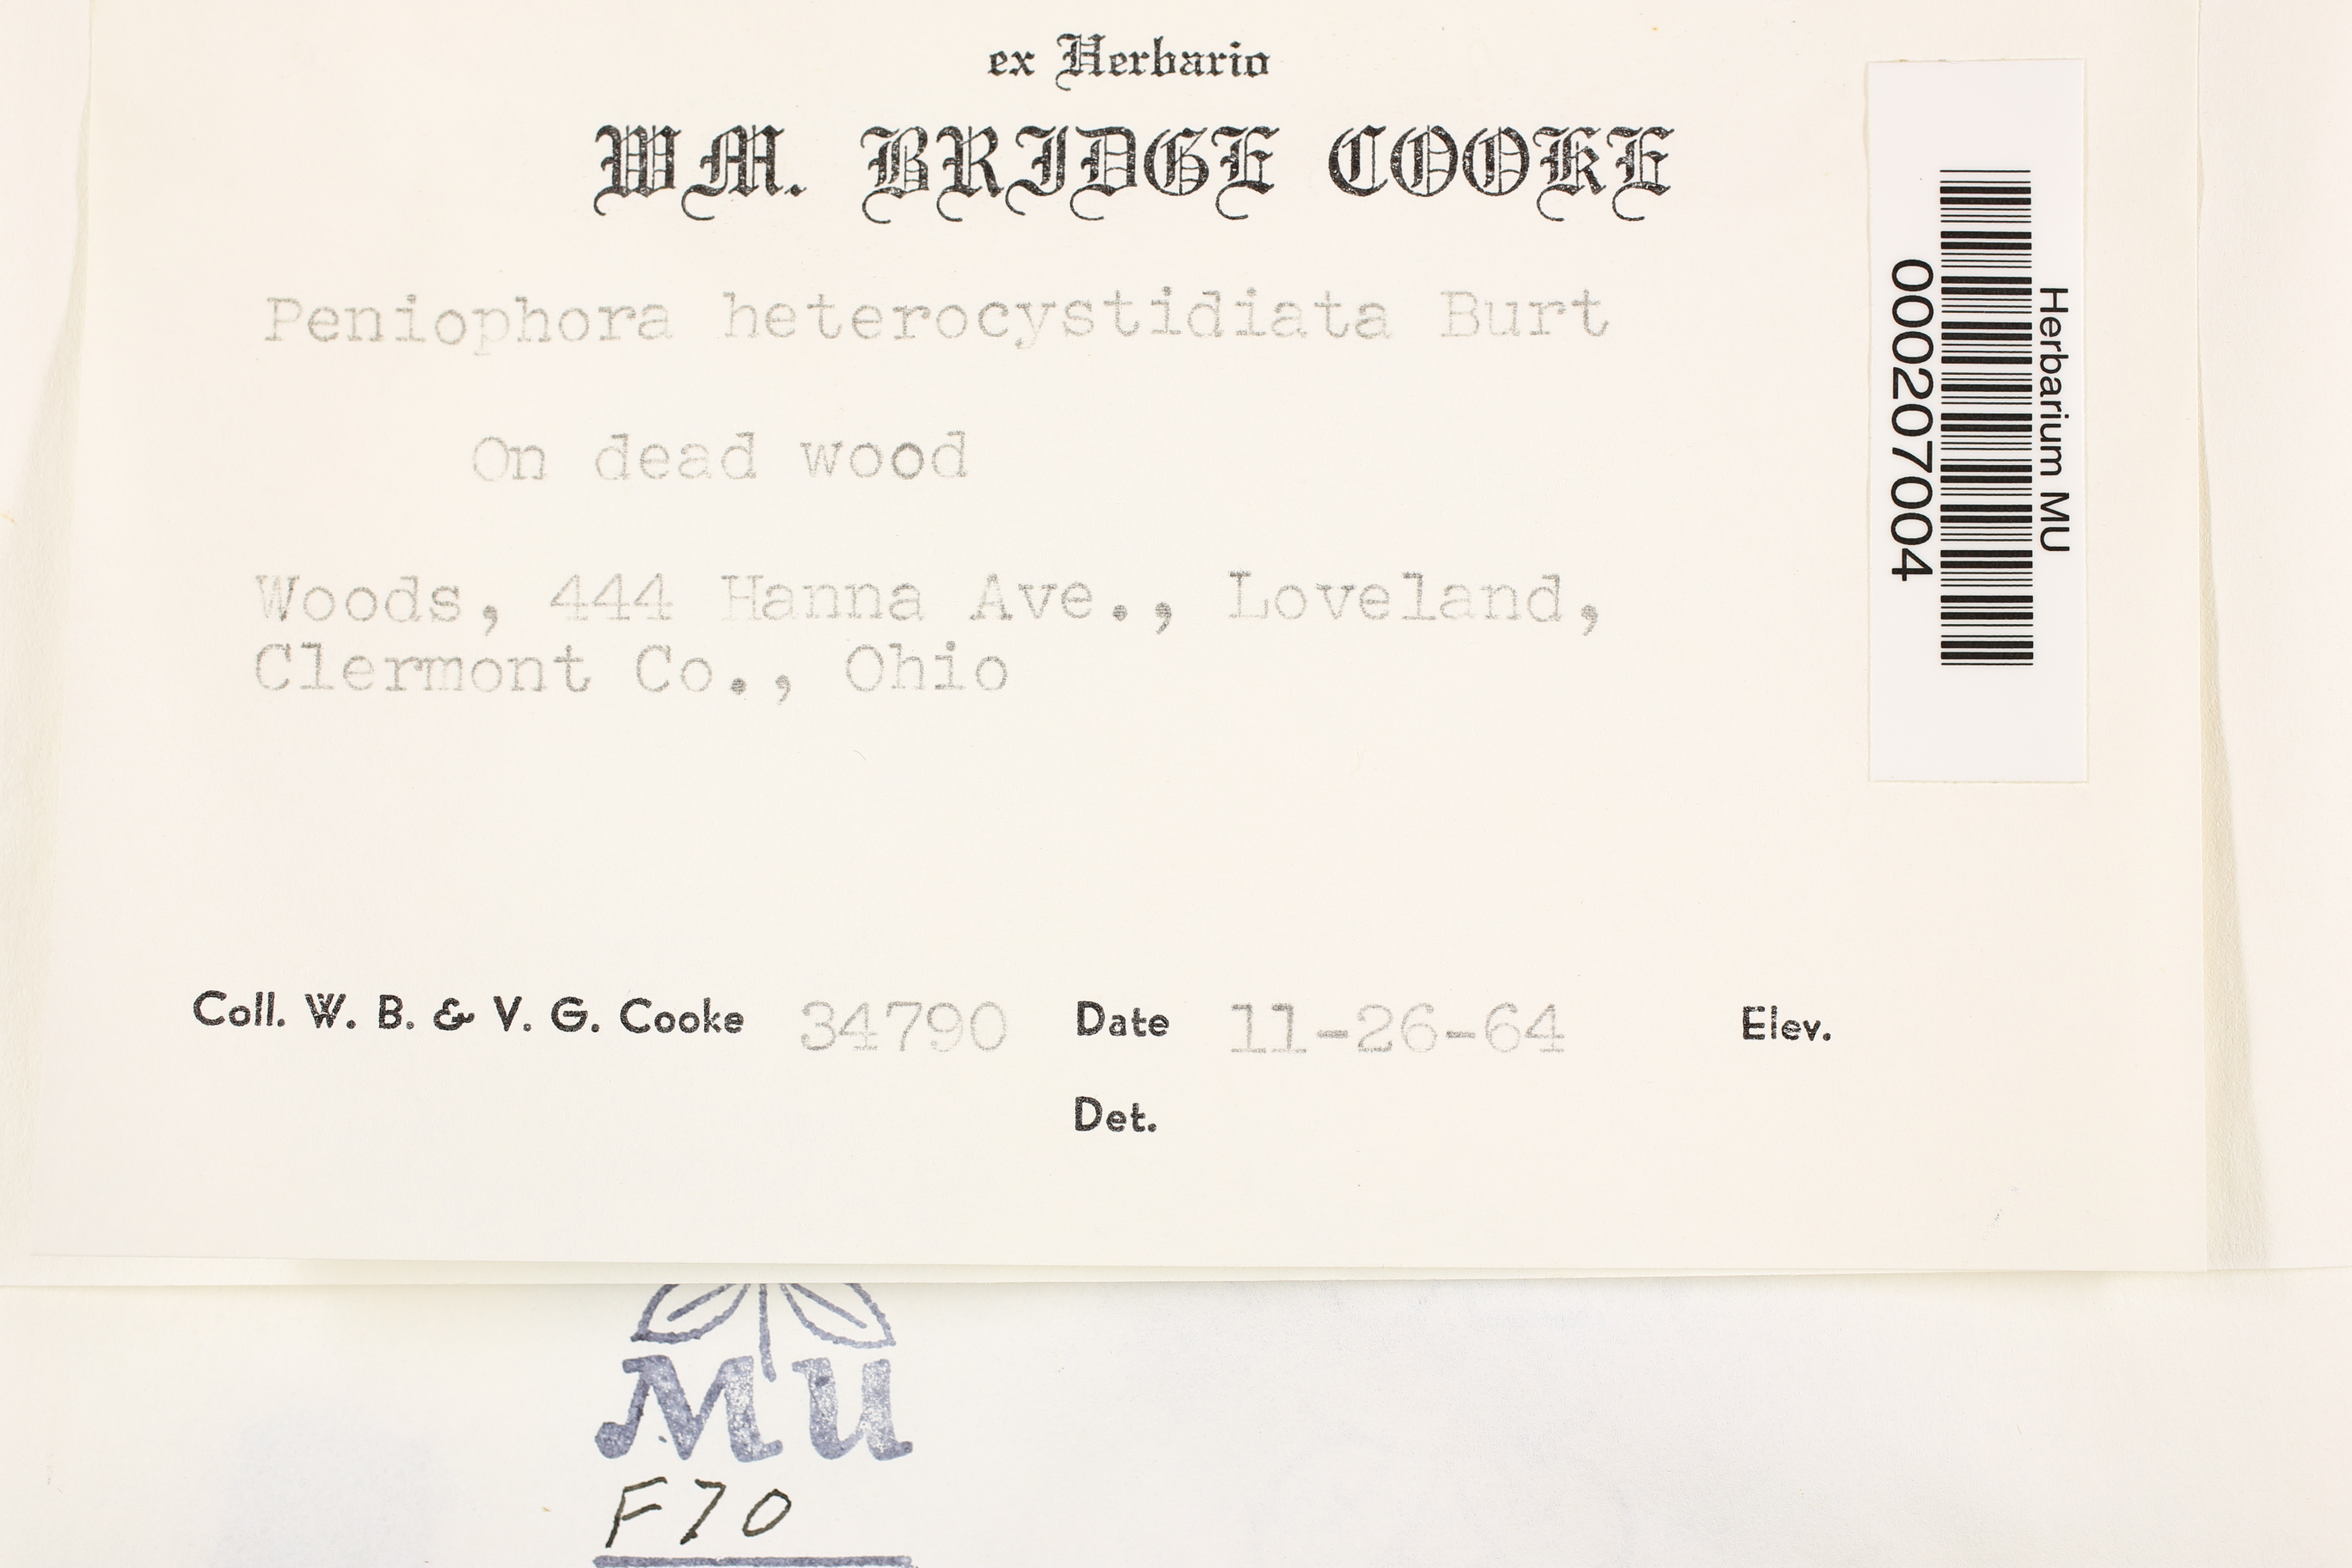 ex Herbario
WM. BRIDGE COOKE
Peniophora heterocystidiata Burt
On dead wood
Woods, 444 Hanna Ave., Loveland,
Clermont Co., Ohio
Coll. W. B. & V. G. Cooke 34790 Date 11-26-64 Elev.
Det.
Herbarium MU
000207004
MU
F70